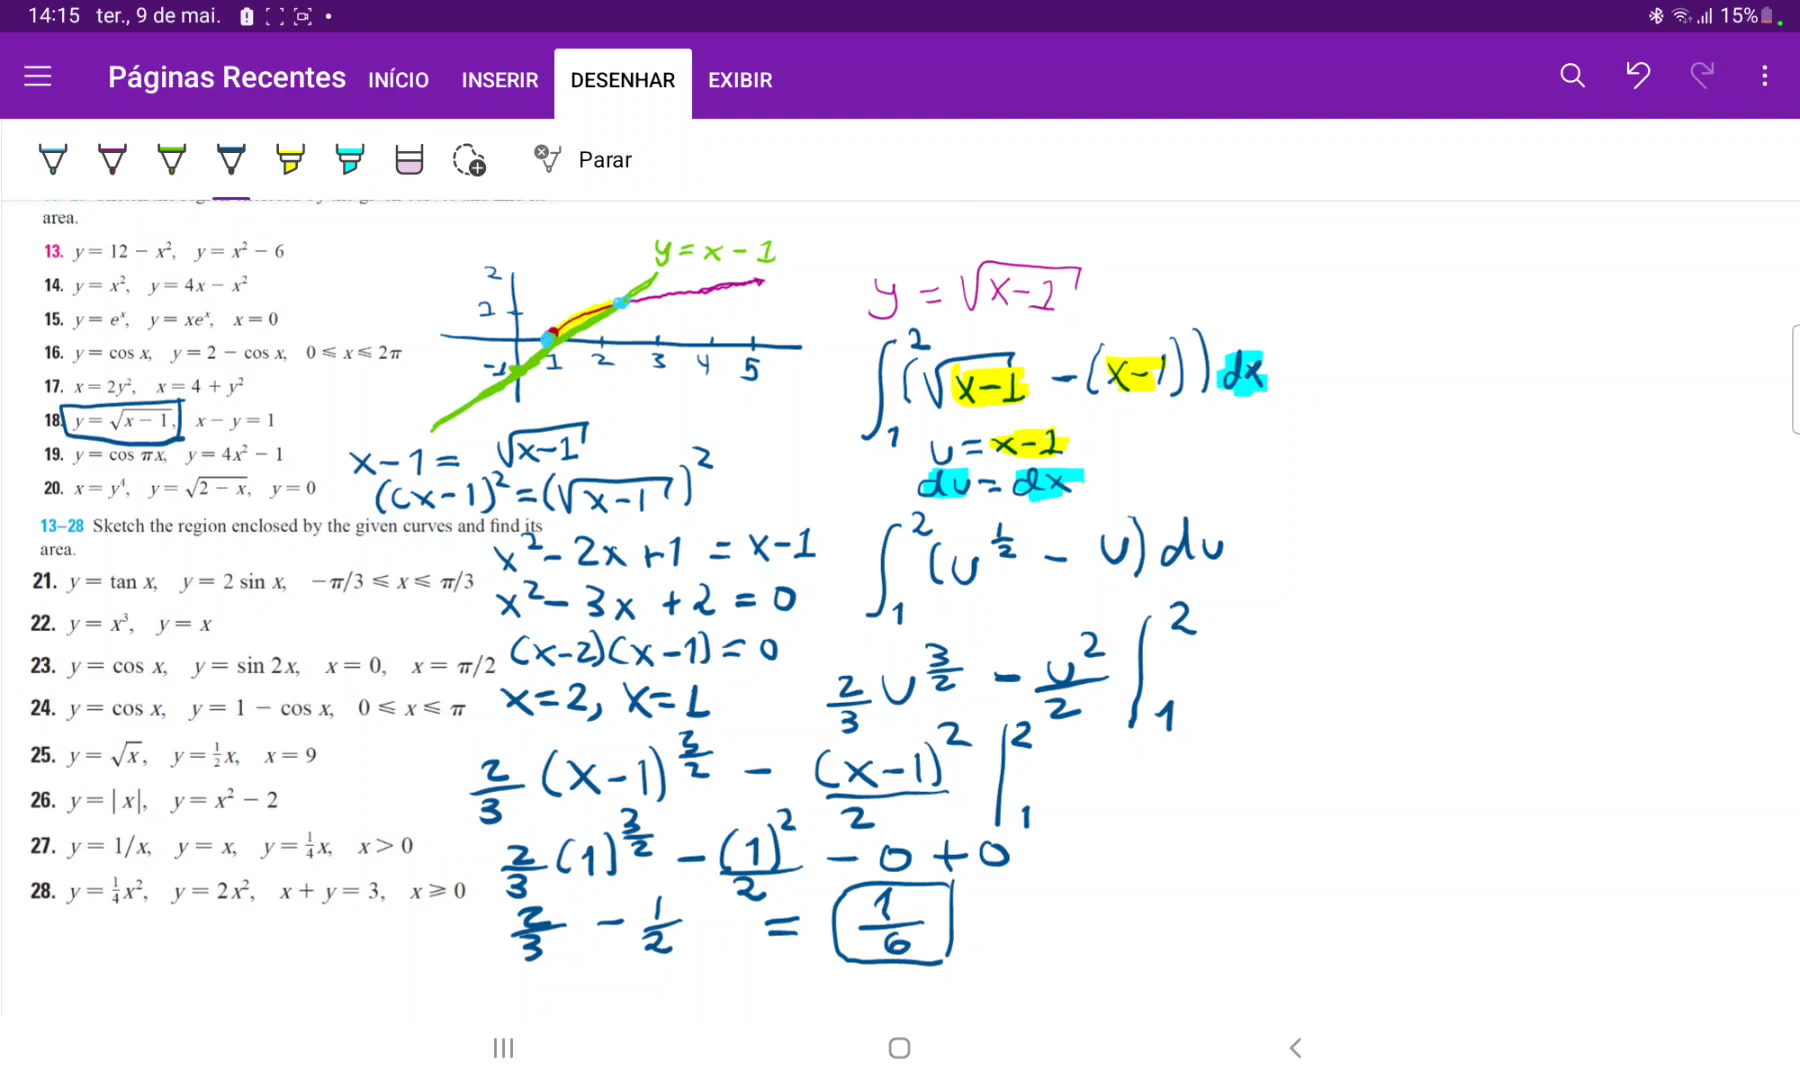 14:15 ter., 9 de mai.
15%
Páginas Recentes INÍCIO INSERIR DESENHAR EXIBIR
Parar
area.
13. y = 12 − x², y = x² − 6
14. y = x², y = 4x − x²
15. y = eˣ, y = xeˣ, x = 0
16. y = cos x, y = 2 − cos x, 0 ⩽ x ⩽ 2π
17. x = 2y², x = 4 + y²
18. y = √(x − 1), x − y = 1
19. y = cos πx, y = 4x² − 1
20. x = y⁴, y = √(2 − x), y = 0
13–28 Sketch the region enclosed by the given curves and find its
area.
21. y = tan x, y = 2 sin x, −π/3 ⩽ x ⩽ π/3
22. y = x³, y = x
23. y = cos x, y = sin 2x, x = 0, x = π/2
24. y = cos x, y = 1 − cos x, 0 ⩽ x ⩽ π
25. y = √x, y = ½x, x = 9
26. y = |x|, y = x² − 2
27. y = 1/x, y = x, y = ¼x, x > 0
28. y = ¼x², y = 2x², x + y = 3, x ⩾ 0
y = x − 1
2
1
-1 1 2 3 4 5
x−1 = √(x−1)
((x−1)² = (√(x−1))²
x² − 2x + 1 = x−1
x² − 3x + 2 = 0
(x−2)(x−1) = 0
x=2, x=1
y = √(x−1)
∫₁² (√(x−1) − (x−1)) dx
u = x−1
du = dx
∫₁² (u^(1/2) − u) du
2/3 u^(3/2) − u²/2 |₁²
2/3 (x−1)^(3/2) − (x−1)²/2 |₁²
2/3 (1)^(3/2) − (1)²/2 − 0 + 0
2/3 − 1/2 = 1/6